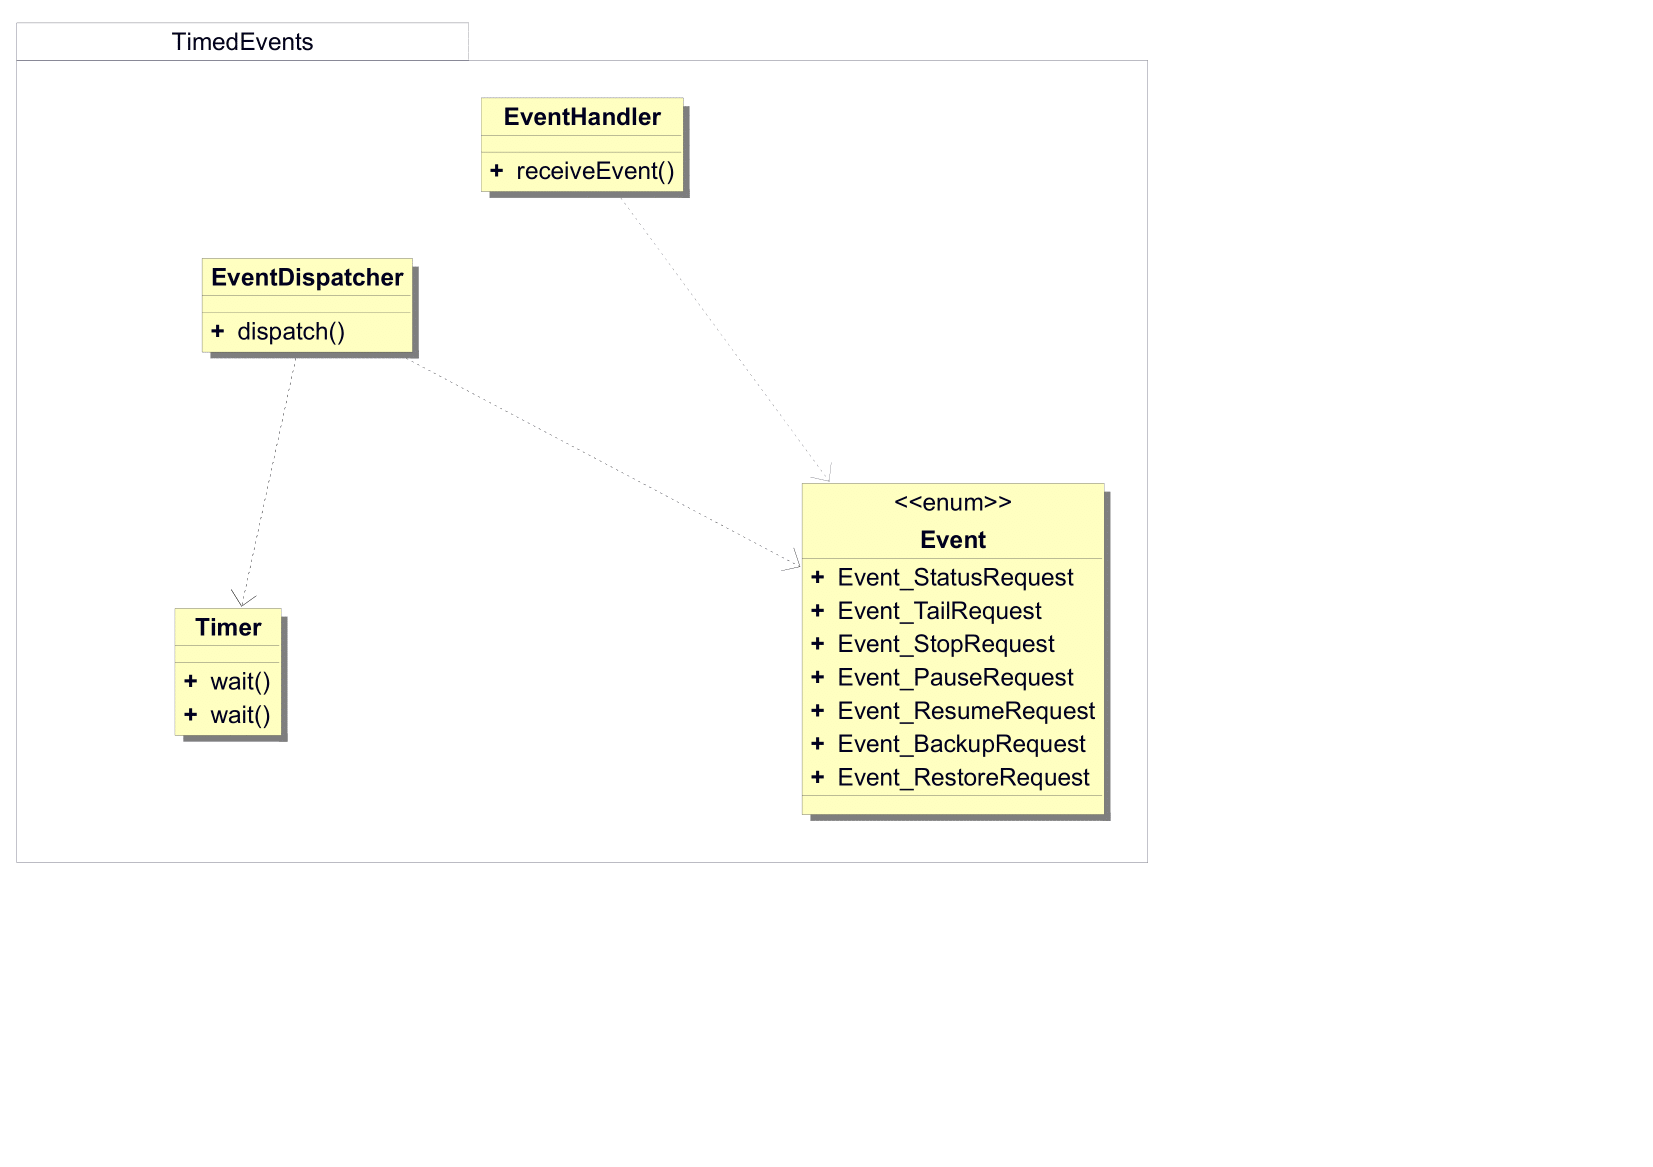 TimedEvents
EventHandler
+ receiveEvent()
EventDispatcher
+ dispatch()
<<enum>>
Event
+ Event_StatusRequest
+ Event_TailRequest
+ Event_StopRequest
+ Event_PauseRequest
+ Event_ResumeRequest
+ Event_BackupRequest
+ Event_RestoreRequest
Timer
+ wait()
+ wait()